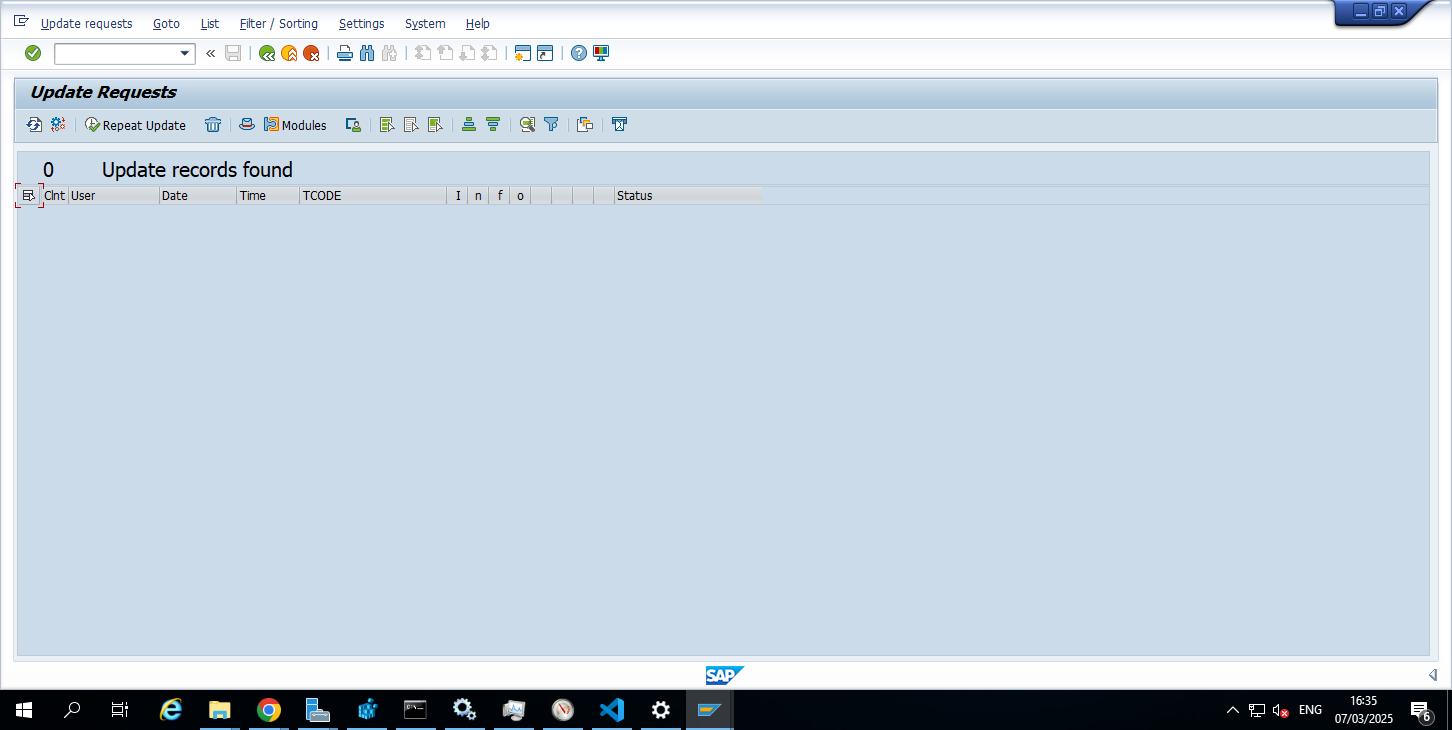 Update requests Goto List Filter / Sorting Settings System Help
Update Requests
Repeat Update Modules
0 Update records found
Clnt User Date Time TCODE I n f o Status
SAP
ENG 16:35
07/03/2025 6